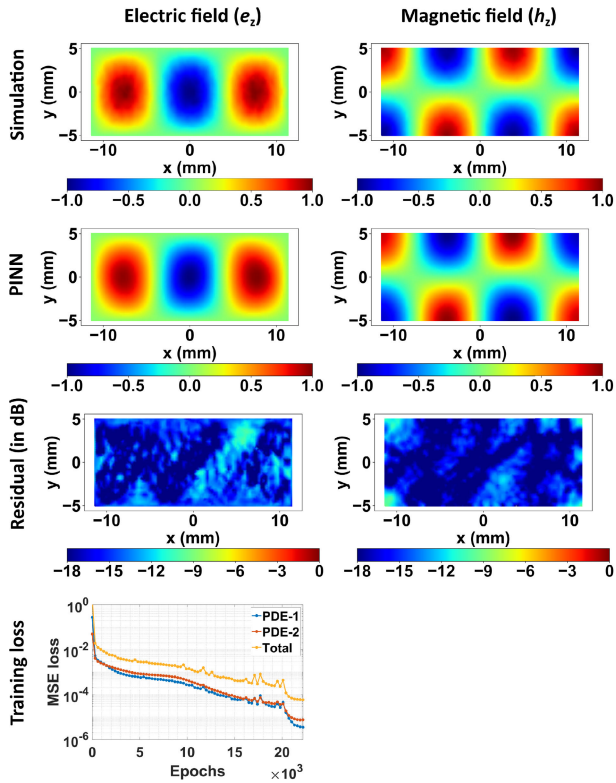 Electric field (e_z) Magnetic field (h_z)
Simulation
y (mm)
5
0
−5
−10 0 10
x (mm)
−1.0 −0.5 0.0 0.5 1.0
y (mm)
5
0
−5
−10 0 10
x (mm)
−1.0 −0.5 0.0 0.5 1.0
PINN
y (mm)
5
0
−5
−10 0 10
x (mm)
−1.0 −0.5 0.0 0.5 1.0
y (mm)
5
0
−5
−10 0 10
x (mm)
−1.0 −0.5 0.0 0.5 1.0
Residual (in dB)
y (mm)
5
0
−5
−10 0 10
x (mm)
−18 −15 −12 −9 −6 −3 0
y (mm)
5
0
−5
−10 0 10
x (mm)
−18 −15 −12 −9 −6 −3 0
Training loss
MSE loss
10^0
10^-2
10^-4
10^-6
PDE-1
PDE-2
Total
0 5 10 15 20
Epochs ×10^3